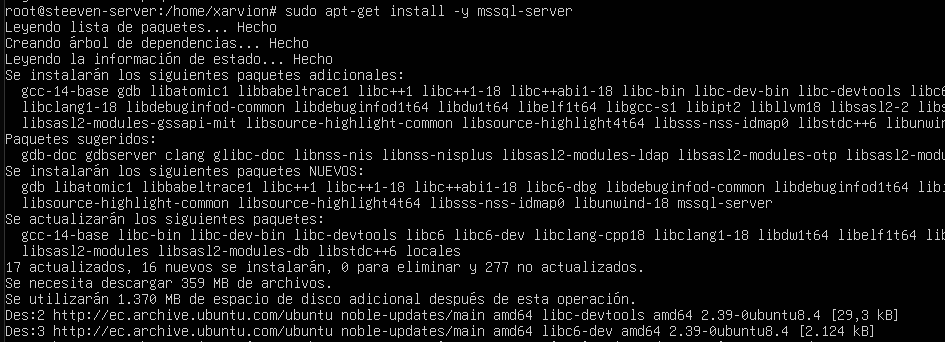 root@steeven-server:/home/xarvion# sudo apt-get install -y mssql-server
Leyendo lista de paquetes... Hecho
Creando árbol de dependencias... Hecho
Leyendo la información de estado... Hecho
Se instalarán los siguientes paquetes adicionales:
gcc-14-base gdb libatomic1 libbabeltrace1 libc++1 libc++1-18 libc++abi1-18 libc-bin libc-dev-bin libc-devtools libc6
libclang1-18 libdebuginfod-common libdebuginfod1t64 libdw1t64 libelf1t64 libgcc-s1 libipt2 libllvm18 libsasl2-2 libs
libsasl2-modules-gssapi-mit libsource-highlight-common libsource-highlight4t64 libsss-nss-idmap0 libstdc++6 libunwin
Paquetes sugeridos:
gdb-doc gdbserver clang glibc-doc libnss-nis libnss-nisplus libsasl2-modules-ldap libsasl2-modules-otp libsasl2-mod
Se instalarán los siguientes paquetes NUEVOS:
gdb libatomic1 libbabeltrace1 libc++1 libc++1-18 libc++abi1-18 libc6-dbg libdebuginfod-common libdebuginfod1t64 li
libsource-highlight-common libsource-highlight4t64 libsss-nss-idmap0 libunwind-18 mssql-server
Se actualizarán los siguientes paquetes:
gcc-14-base libc-bin libc-dev-bin libc-devtools libc6 libc6-dev libclang-cpp18 libclang1-18 libdw1t64 libelf1t64 lib
libsasl2-modules libsasl2-modules-db libstdc++6 locales
17 actualizados, 16 nuevos se instalarán, 0 para eliminar y 277 no actualizados.
Se necesita descargar 359 MB de archivos.
Se utilizarán 1.370 MB de espacio de disco adicional después de esta operación.
Des:2 http://ec.archive.ubuntu.com/ubuntu noble-updates/main amd64 libc-devtools amd64 2.39-0ubuntu8.4 [29,3 kB]
Des:3 http://ec.archive.ubuntu.com/ubuntu noble-updates/main amd64 libc6-dev amd64 2.39-0ubuntu8.4 [2.124 kB]